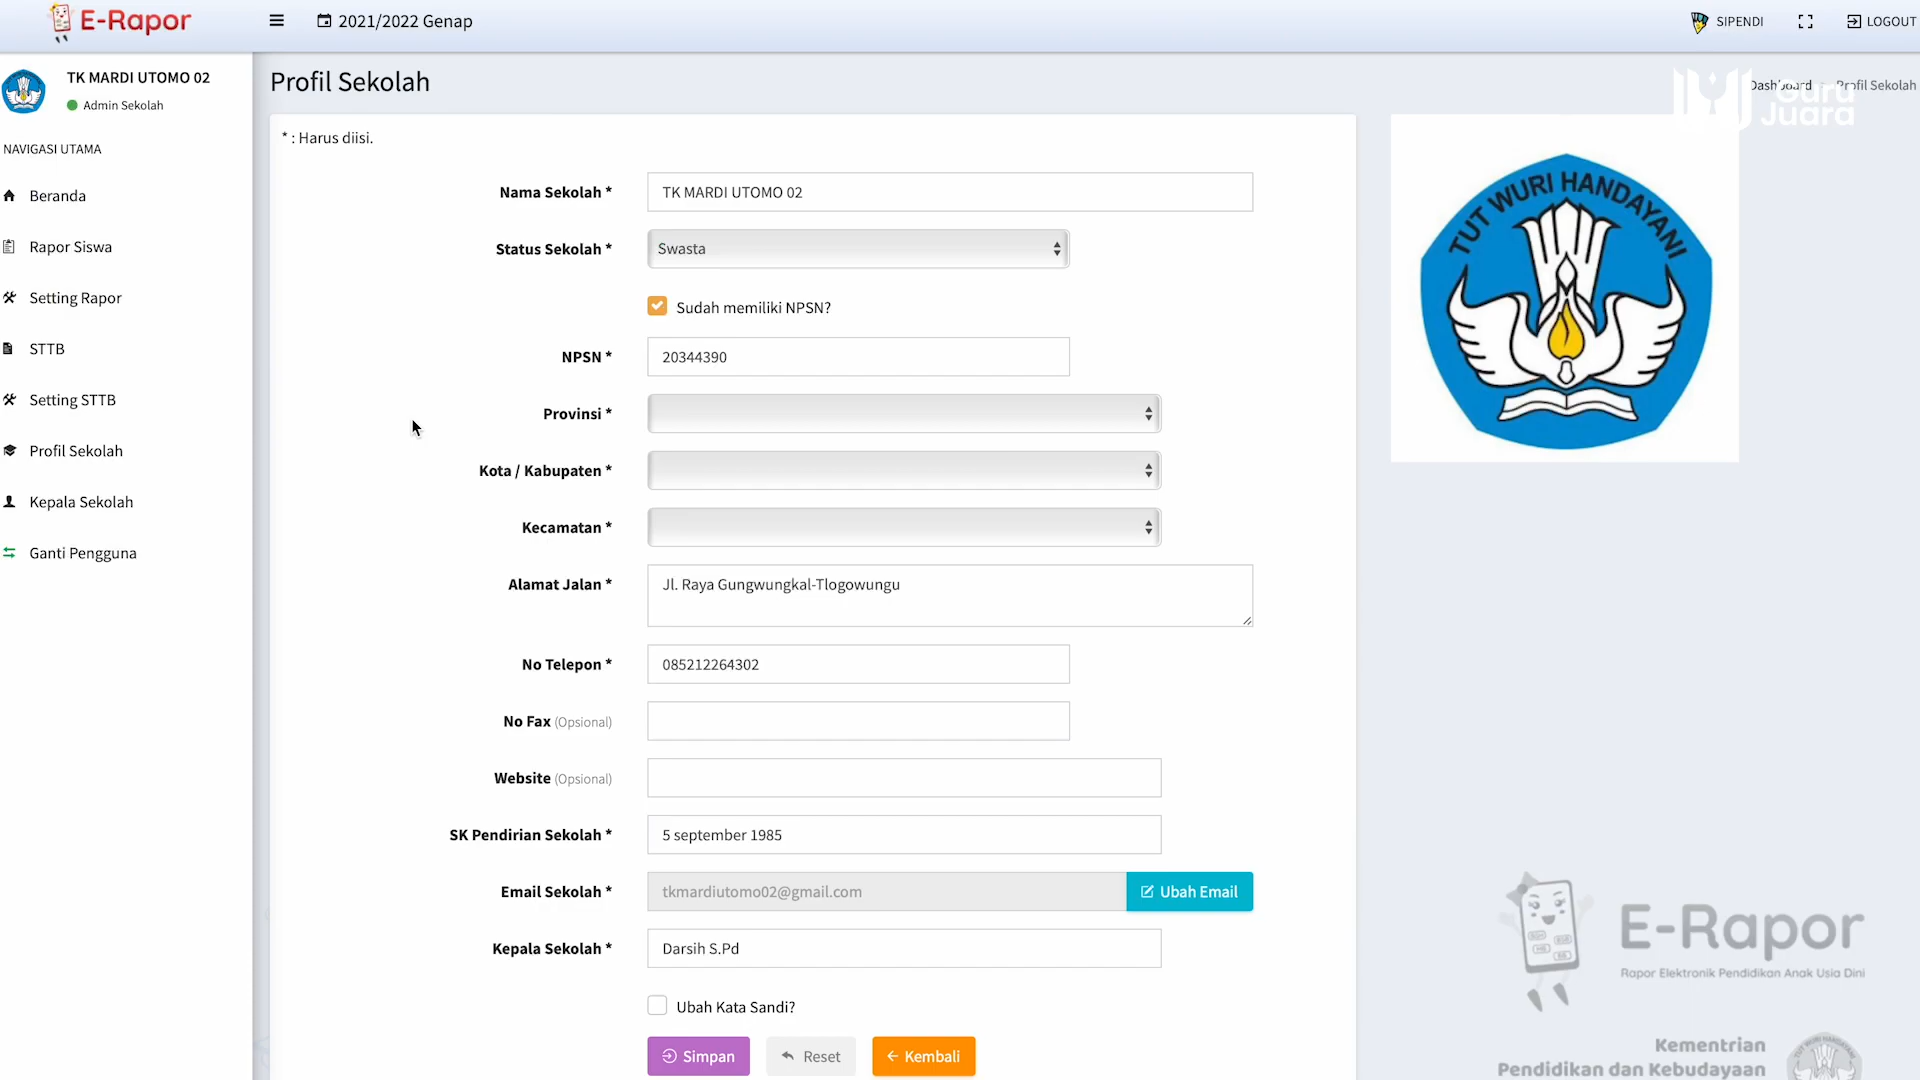 E-Rapor
2021/2022 Genap
SIPENDI
LOGOUT
TK MARDI UTOMO 02
Admin Sekolah
NAVIGASI UTAMA
Beranda
Rapor Siswa
Setting Rapor
STTB
Setting STTB
Profil Sekolah
Kepala Sekolah
Ganti Pengguna
Profil Sekolah
Dashboard
Profil Sekolah
Guru
Juara
* : Harus diisi.
Nama Sekolah * TK MARDI UTOMO 02
Status Sekolah * Swasta
Sudah memiliki NPSN?
NPSN * 20344390
Provinsi *
Kota / Kabupaten *
Kecamatan *
Alamat Jalan * Jl. Raya Gungwungkal-Tlogowungu
No Telepon * 085212264302
No Fax (Opsional)
Website (Opsional)
SK Pendirian Sekolah * 5 september 1985
Email Sekolah * tkmardiutomo02@gmail.com Ubah Email
Kepala Sekolah * Darsih S.Pd
Ubah Kata Sandi?
Simpan Reset Kembali
TUT WURI HANDAYANI
E-Rapor
Rapor Elektronik Pendidikan Anak Usia Dini
Kementrian
Pendidikan dan Kebudayaan